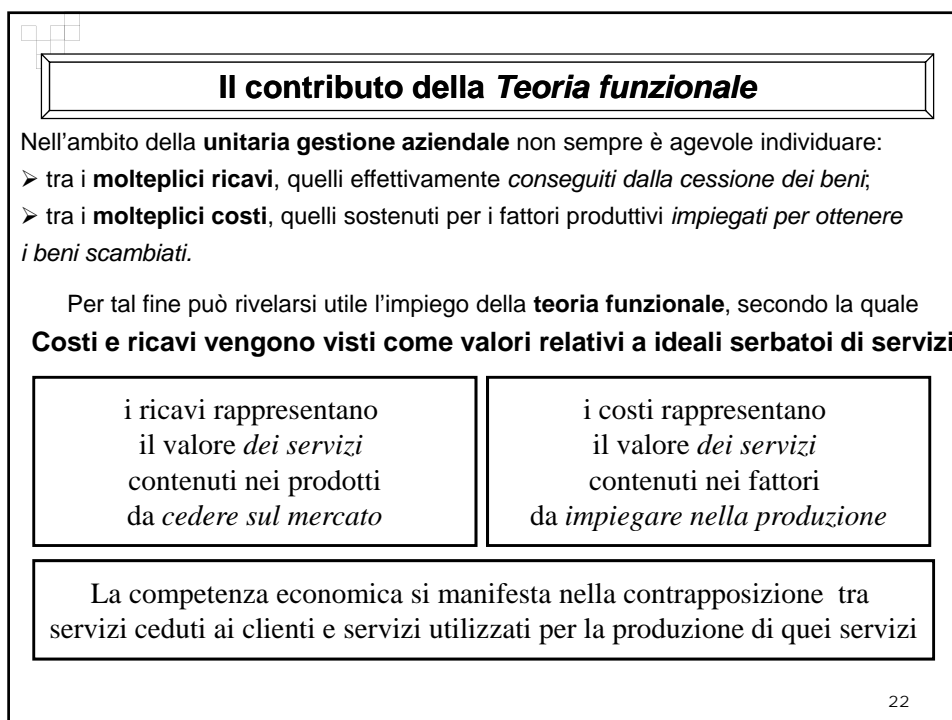 Il contributo della Teoria funzionale
Nell'ambito della unitaria gestione aziendale non sempre è agevole individuare:
➢ tra i molteplici ricavi, quelli effettivamente conseguiti dalla cessione dei beni;
➢ tra i molteplici costi, quelli sostenuti per i fattori produttivi impiegati per ottenere
i beni scambiati.
Per tal fine può rivelarsi utile l'impiego della teoria funzionale, secondo la quale
Costi e ricavi vengono visti come valori relativi a ideali serbatoi di servizi
i ricavi rappresentano
il valore dei servizi
contenuti nei prodotti
da cedere sul mercato
i costi rappresentano
il valore dei servizi
contenuti nei fattori
da impiegare nella produzione
La competenza economica si manifesta nella contrapposizione tra
servizi ceduti ai clienti e servizi utilizzati per la produzione di quei servizi
22